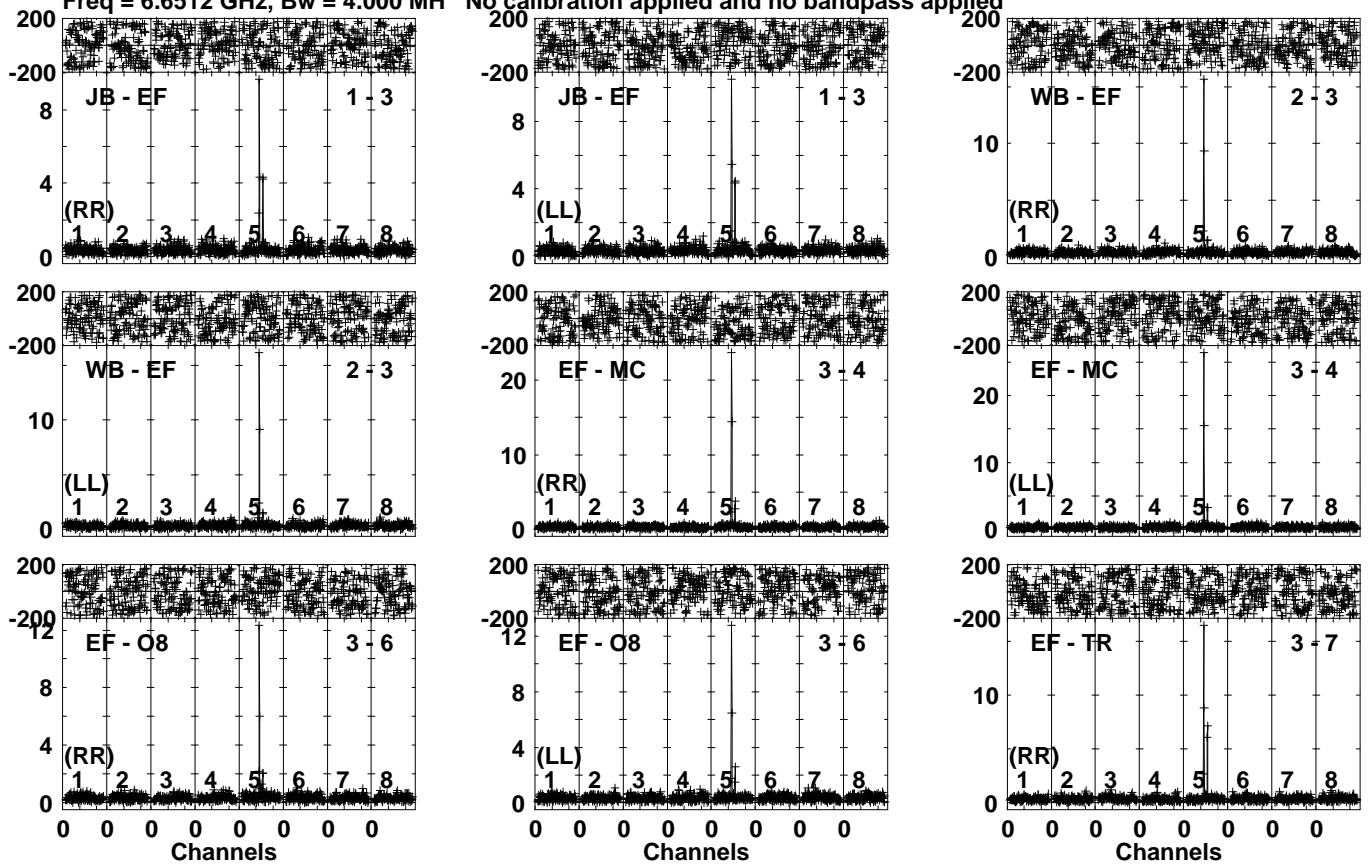 Freq = 6.6512 GHz, Bw = 4.000 MH No calibration applied and no bandpass applied
200 200 200
-200 -200 -200
JB - EF 1 - 3 JB - EF 1 - 3 WB - EF 2 - 3
8 8 10
4 4
(RR) (LL) (RR)
1 2 3 4 5 6 7 8 1 2 3 4 5 6 7 8 1 2 3 4 5 6 7 8
0 0 0
200 200 200
-200 -200 -200
WB - EF 2 - 3 EF - MC 3 - 4 EF - MC 3 - 4
20 20
10 10 10
(LL) (RR) (LL)
1 2 3 4 5 6 7 8 1 2 3 4 5 6 7 8 1 2 3 4 5 6 7 8
0 0 0
200 200 200
-200 -200 -200
12 12
EF - O8 3 - 6 EF - O8 3 - 6 EF - TR 3 - 7
8 8 10
4 4
(RR) (LL) (RR)
1 2 3 4 5 6 7 8 1 2 3 4 5 6 7 8 1 2 3 4 5 6 7 8
0 0 0
0 0 0 0 0 0 0 0 0 0 0 0 0 0 0 0 0 0 0 0 0 0 0 0
Channels Channels Channels